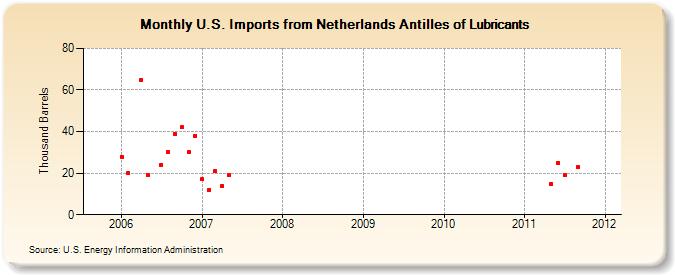 Monthly U.S. Imports from Netherlands Antilles of Lubricants
Thousand Barrels
80
60
40
20
0
2006 2007 2008 2009 2010 2011 2012
Source: U.S. Energy Information Administration